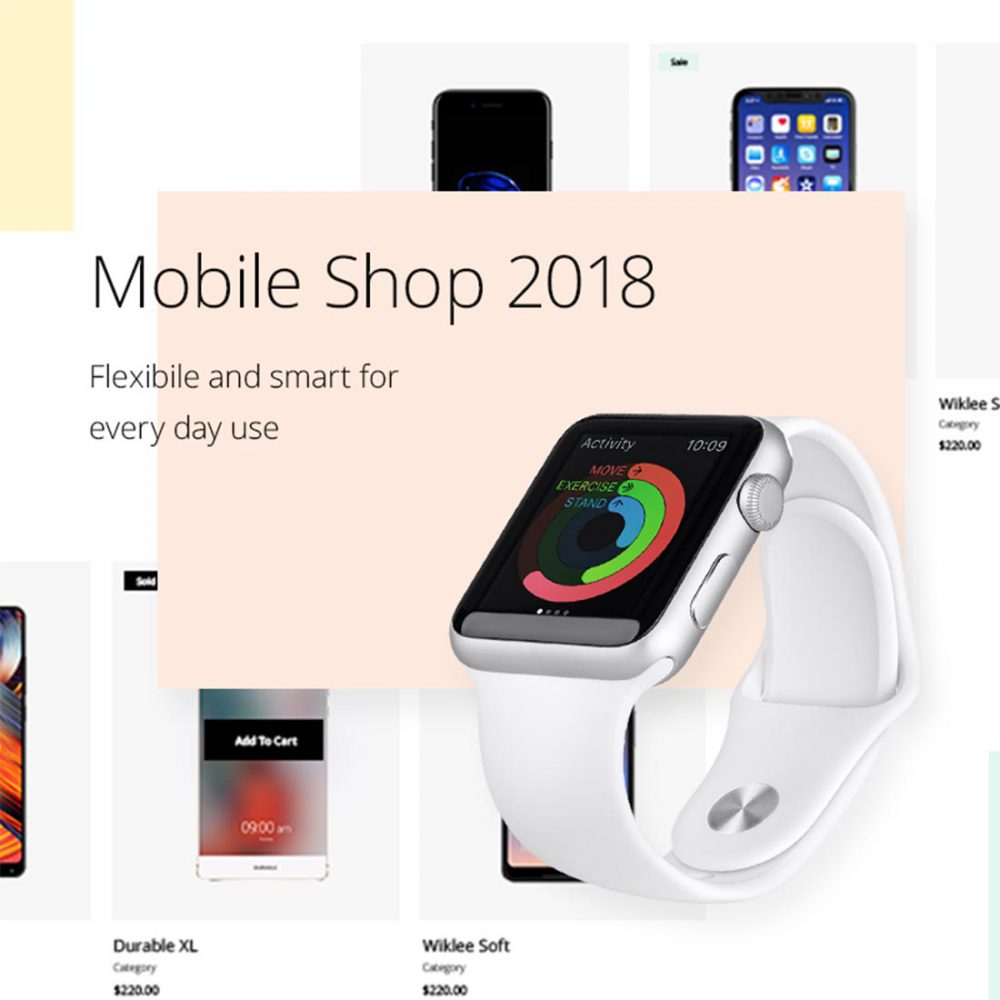 Sale
Mobile Shop 2018
Flexibile and smart for
every day use
Wiklee S
Category
$220.00
Activity 10:09
MOVE
EXERCISE
STAND
Sold
Add To Cart
09:00 am
Durable XL
Category
$220.00
Wiklee Soft
Category
$220.00